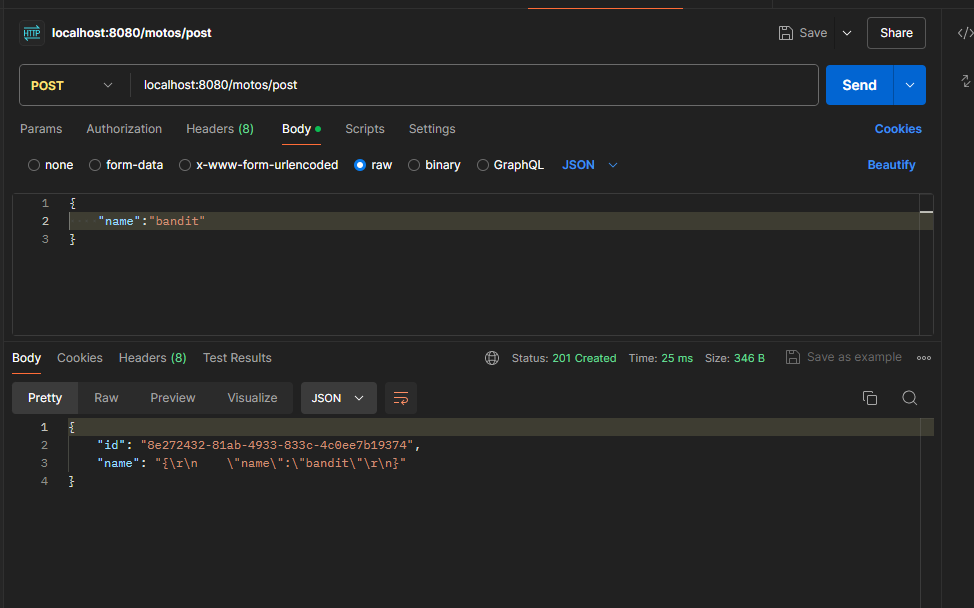 HTTP localhost:8080/motos/post Save Share </>
POST localhost:8080/motos/post Send
Params Authorization Headers (8) Body Scripts Settings Cookies
none form-data x-www-form-urlencoded raw binary GraphQL JSON Beautify
1 {
2 "name":"bandit"
3 }
Body Cookies Headers (8) Test Results Status: 201 Created Time: 25 ms Size: 346 B Save as example
Pretty Raw Preview Visualize JSON
1 {
2 "id": "8e272432-81ab-4933-833c-4c0ee7b19374",
3 "name": "{\r\n    \"name\":\"bandit\"\r\n}"
4 }